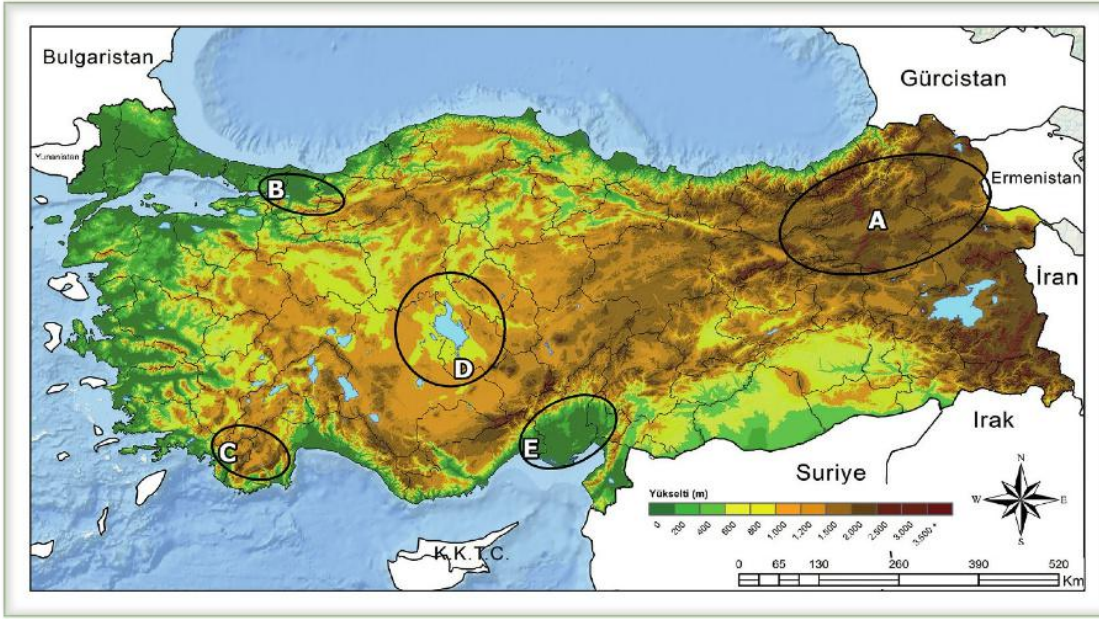 Bulgaristan
Gürcistan
Yunanistan
Ermenistan
B
A
İran
D
C
E
Irak
Suriye
K.K.T.C.
N
W
E
S
Yükselti (m)
0 200 400 600 800 1.000 1.200 1.500 2.000 2.500 3.000 3.500 +
0 65 130 260 390 520
Km